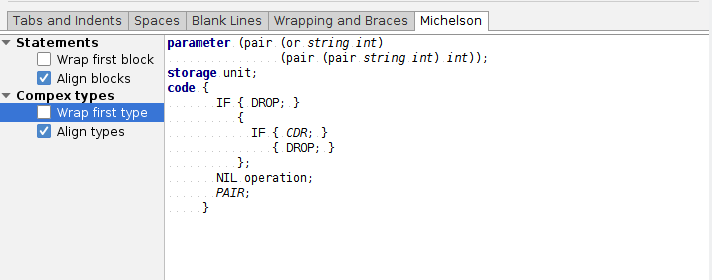 Tabs and Indents Spaces Blank Lines Wrapping and Braces Michelson
Statements
Wrap first block
Align blocks
Compex types
Wrap first type
Align types
parameter (pair (or string int)
(pair (pair string int) int));
storage unit;
code {
IF { DROP; }
{
IF { CDR; }
{ DROP; }
};
NIL operation;
PAIR;
}